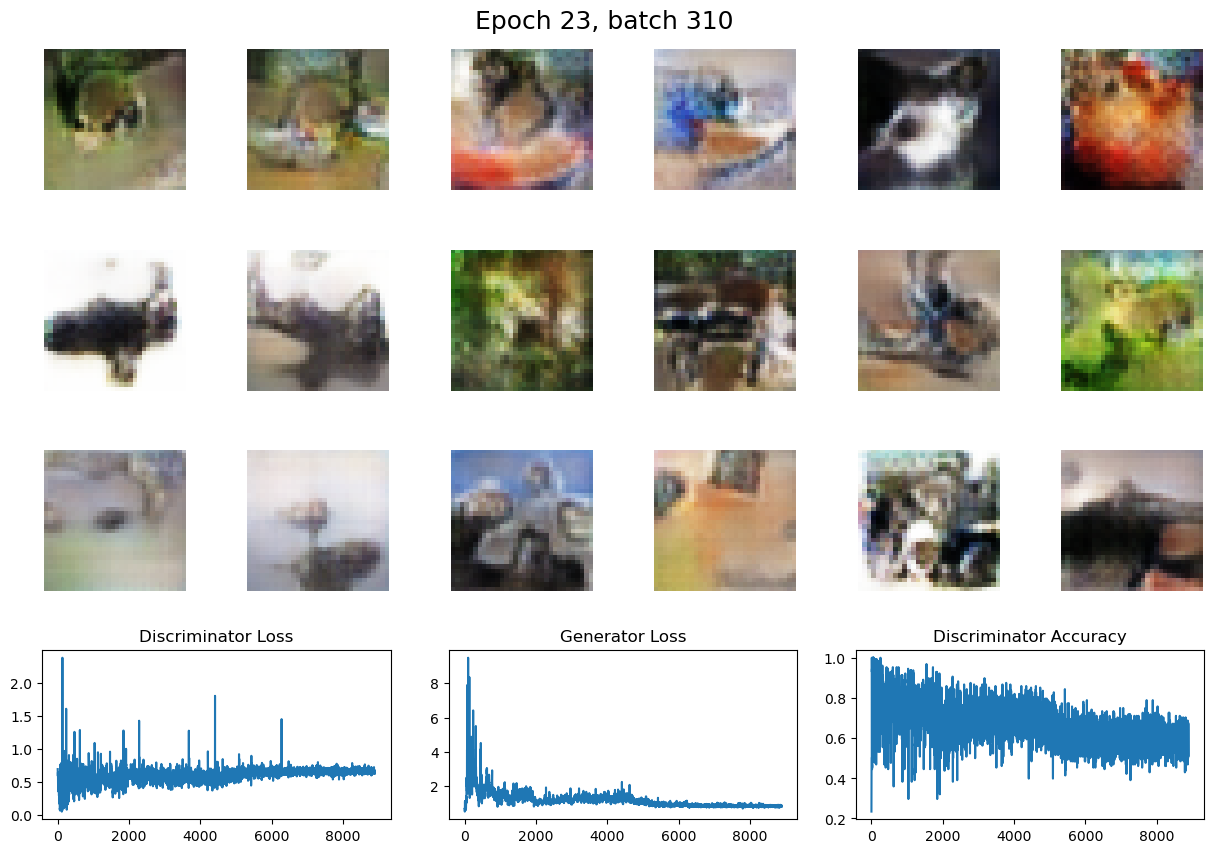 Epoch 23, batch 310
Discriminator Loss
Generator Loss
Discriminator Accuracy
2.0
1.5
1.0
0.5
0.0
0 2000 4000 6000 8000
8
6
4
2
0 2000 4000 6000 8000
1.0
0.8
0.6
0.4
0.2
0 2000 4000 6000 8000